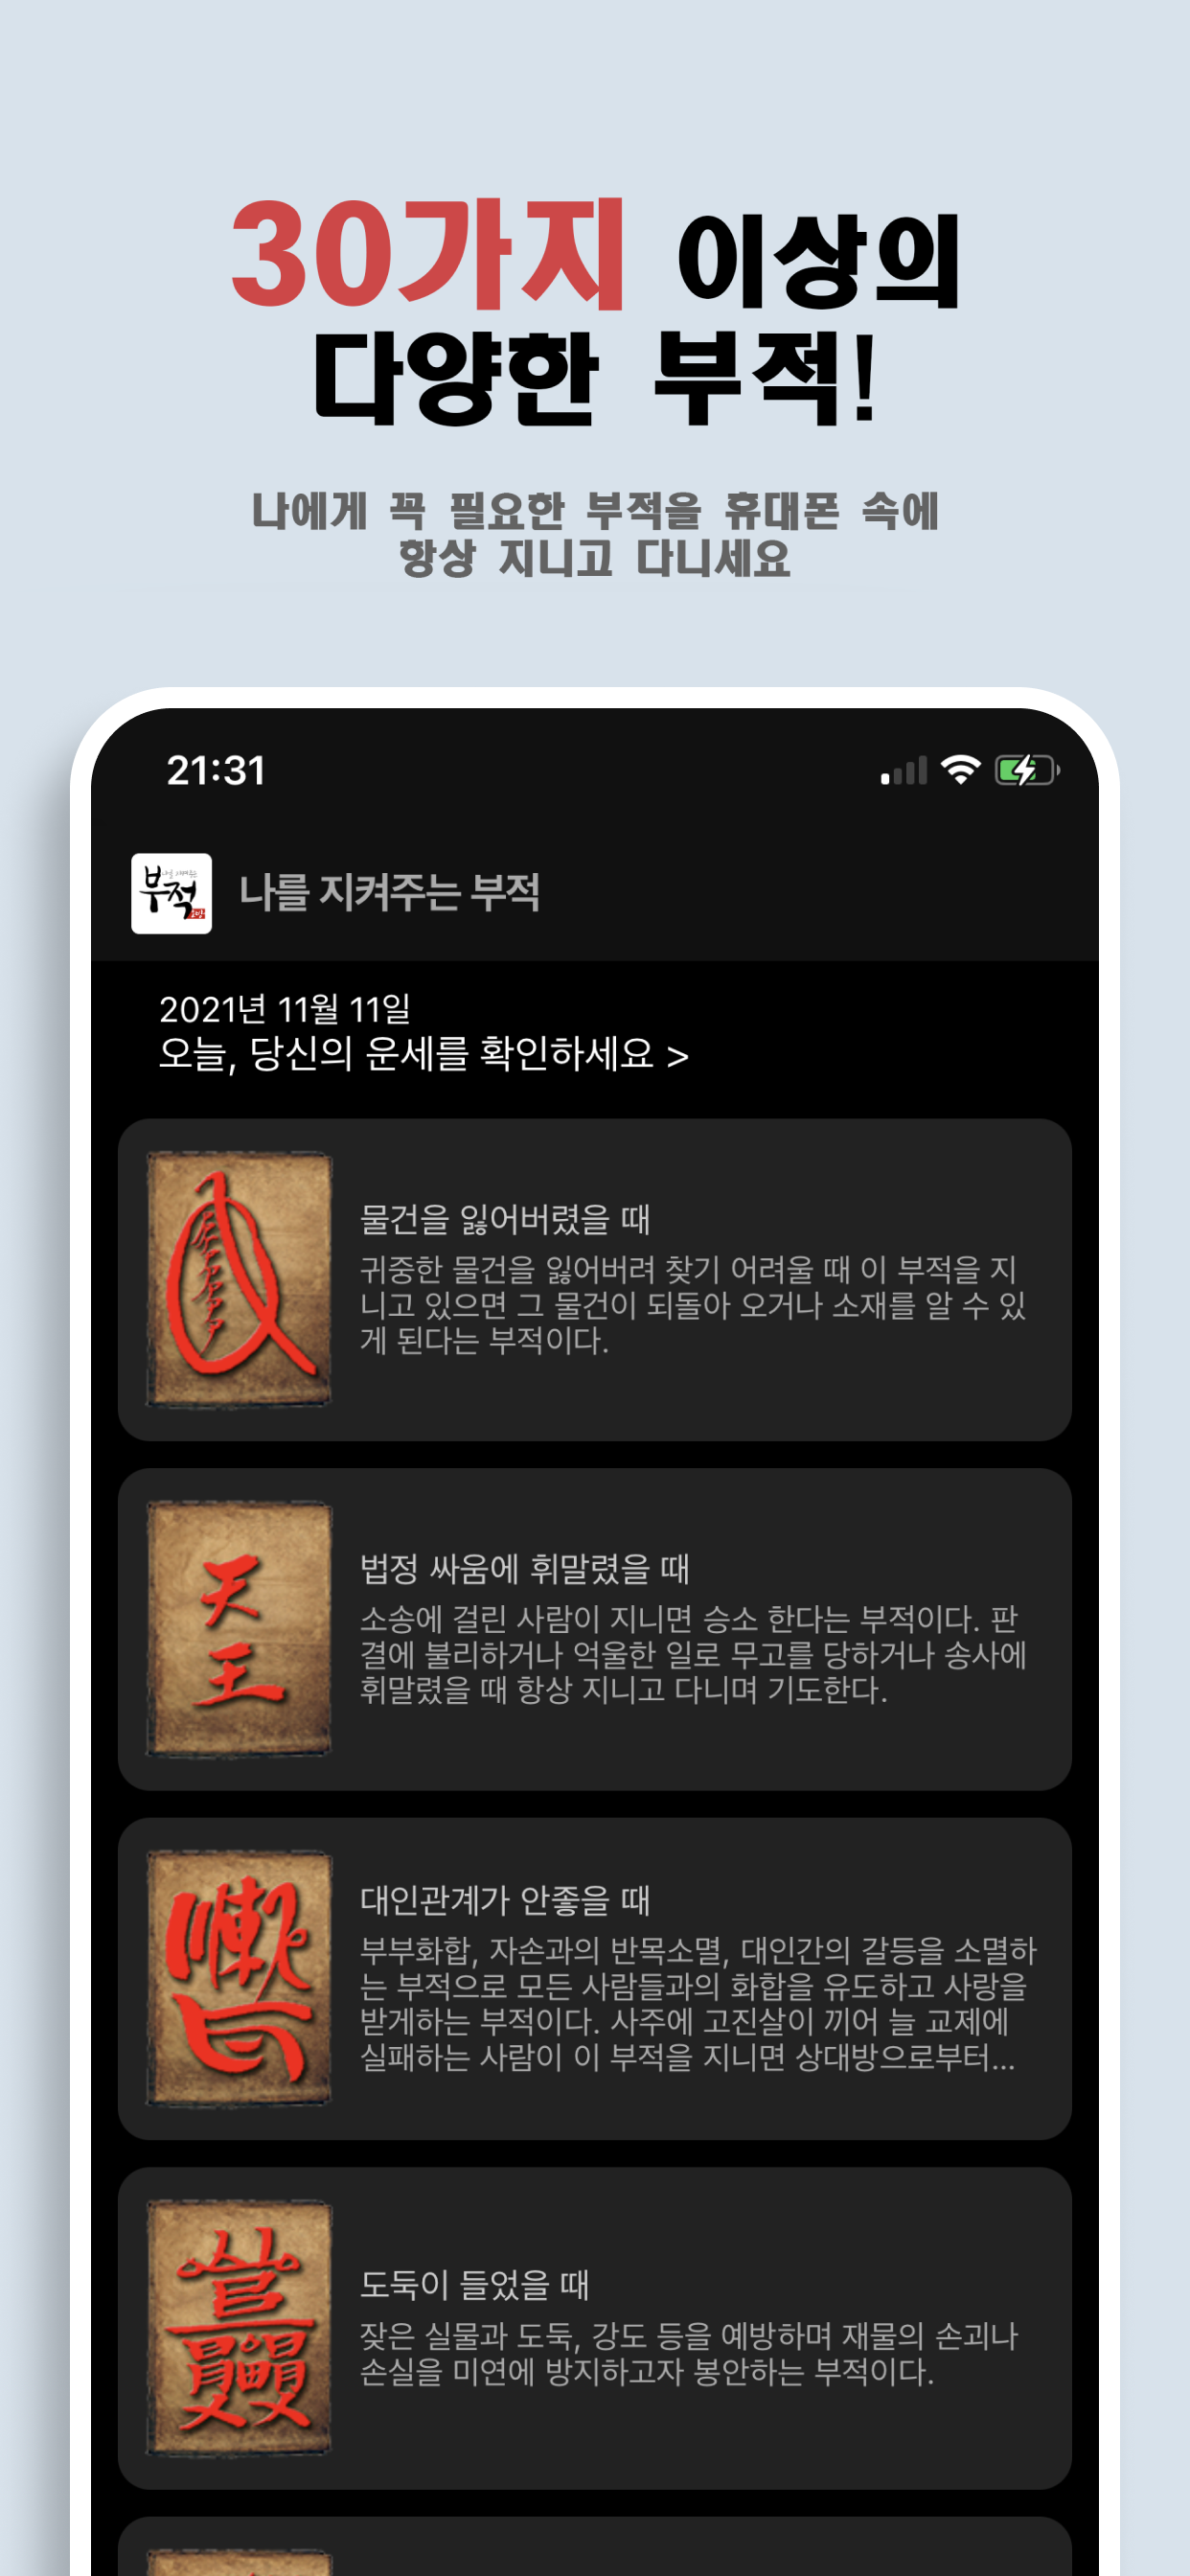 30가지 이상의
다양한 부적!
나에게 꼭 필요한 부적을 휴대폰 속에
항상 지니고 다니세요
21:31
부적
나를 지켜주는 부적
2021년 11월 11일
오늘, 당신의 운세를 확인하세요 >
물건을 잃어버렸을 때
귀중한 물건을 잃어버려 찾기 어려울 때 이 부적을 지
니고 있으면 그 물건이 되돌아 오거나 소재를 알 수 있
게 된다는 부적이다.
天
王
법정 싸움에 휘말렸을 때
소송에 걸린 사람이 지니면 승소 한다는 부적이다. 판
결에 불리하거나 억울한 일로 무고를 당하거나 송사에
휘말렸을 때 항상 지니고 다니며 기도한다.
대인관계가 안좋을 때
부부화합, 자손과의 반목소멸, 대인간의 갈등을 소멸하
는 부적으로 모든 사람들과의 화합을 유도하고 사랑을
받게하는 부적이다. 사주에 고진살이 끼어 늘 교제에
실패하는 사람이 이 부적을 지니면 상대방으로부터...
도둑이 들었을 때
잦은 실물과 도둑, 강도 등을 예방하며 재물의 손괴나
손실을 미연에 방지하고자 봉안하는 부적이다.